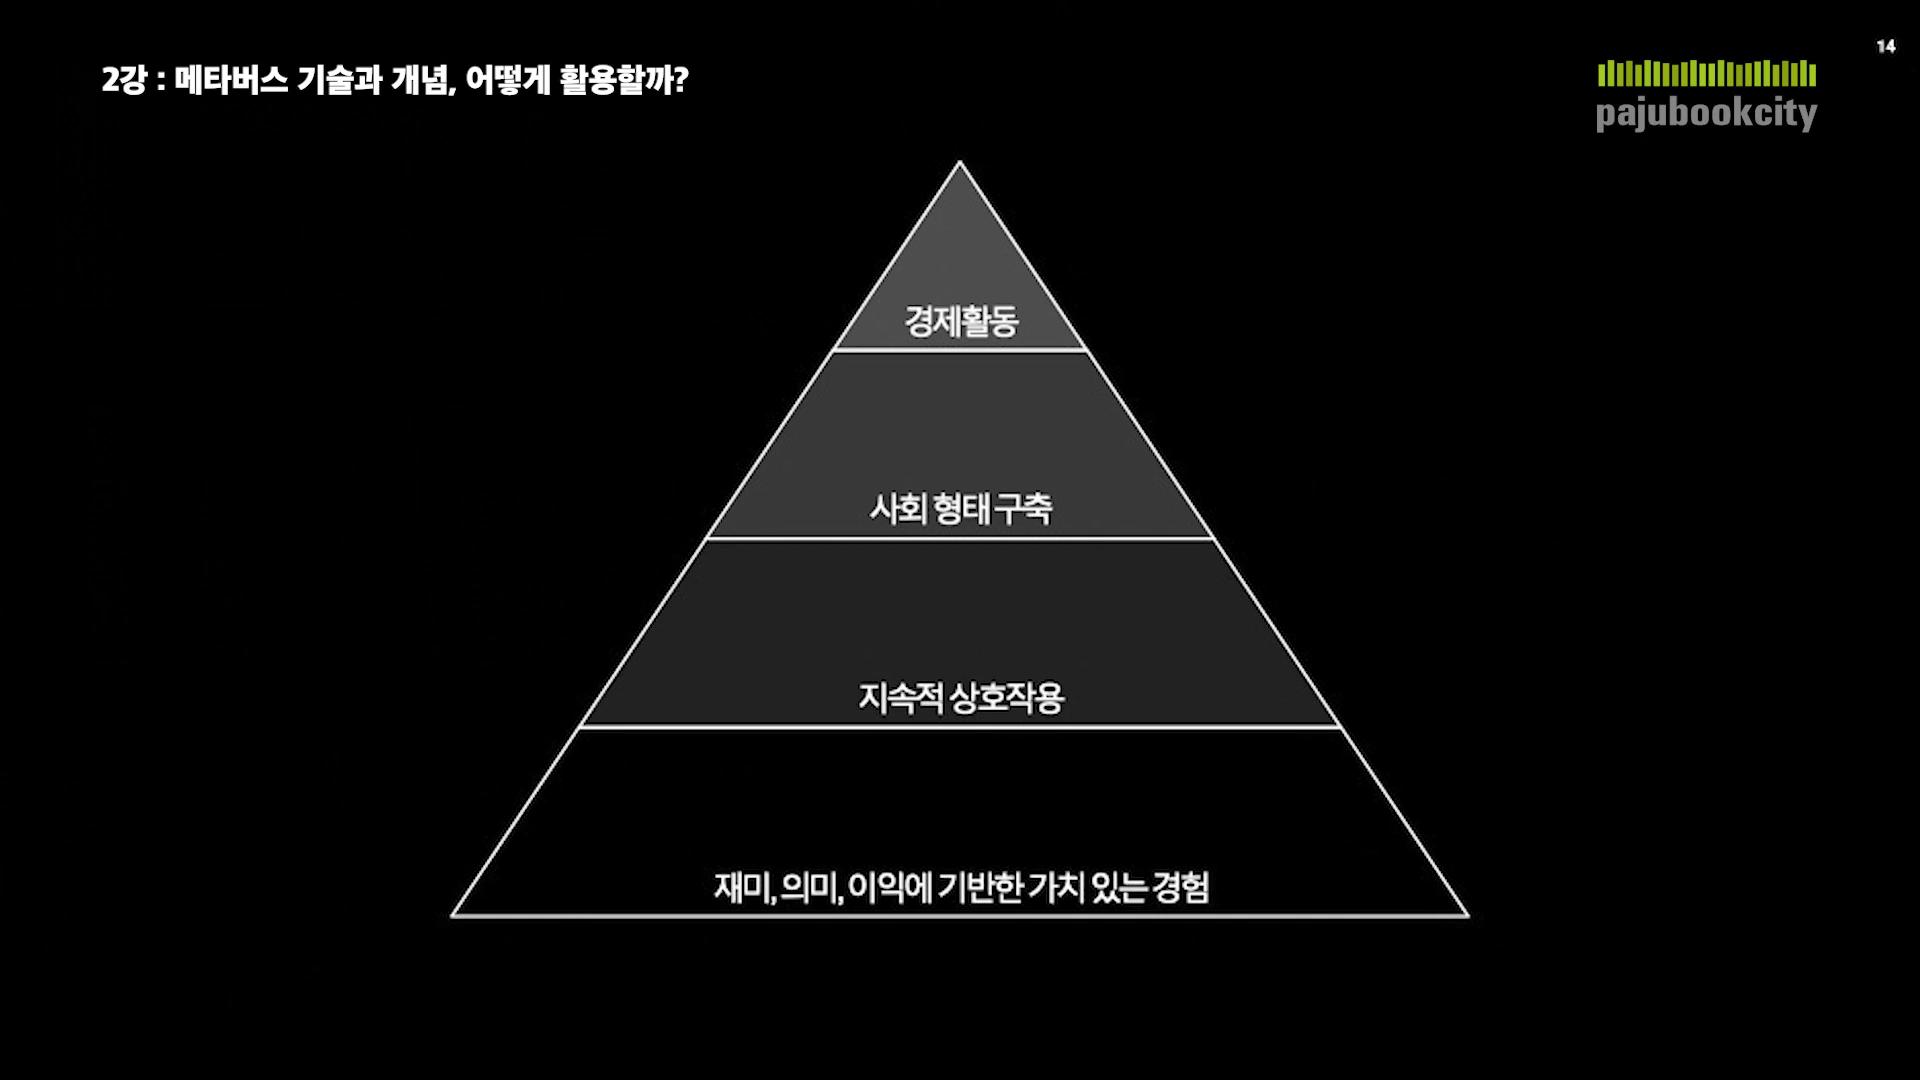 14
2강 : 메타버스 기술과 개념, 어떻게 활용할까?
pajubookcity
경제활동
사회 형태 구축
지속적 상호작용
재미, 의미, 이익에 기반한 가치 있는 경험